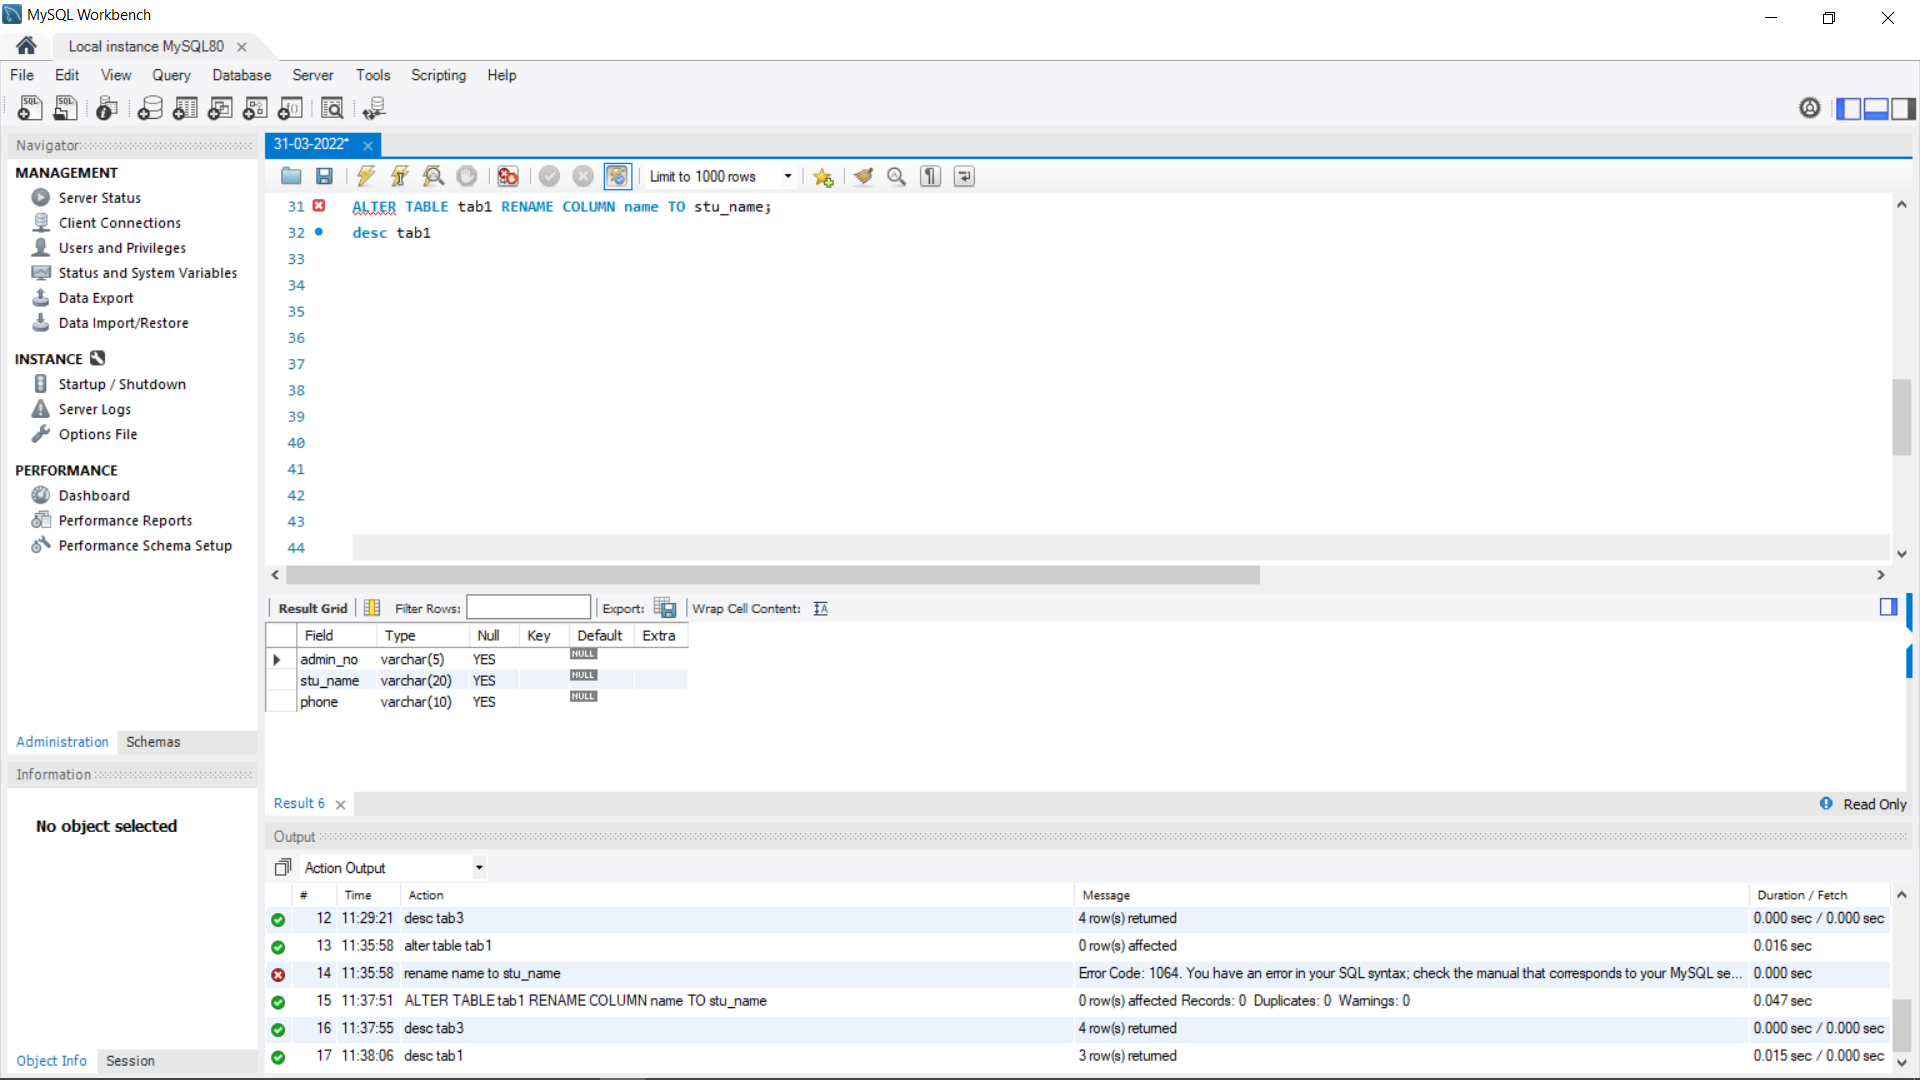 MySQL Workbench
Local instance MySQL80
File Edit View Query Database Server Tools Scripting Help
Navigator
MANAGEMENT
Server Status
Client Connections
Users and Privileges
Status and System Variables
Data Export
Data Import/Restore
INSTANCE
Startup / Shutdown
Server Logs
Options File
PERFORMANCE
Dashboard
Performance Reports
Performance Schema Setup
Administration Schemas
Information
No object selected
Object Info Session
31-03-2022*
Limit to 1000 rows
31 ALTER TABLE tab1 RENAME COLUMN name TO stu_name;
32 desc tab1
33
34
35
36
37
38
39
40
41
42
43
44
Result Grid Filter Rows: Export: Wrap Cell Content:
Field Type Null Key Default Extra
admin_no varchar(5) YES NULL
stu_name varchar(20) YES NULL
phone varchar(10) YES NULL
Result 6 Read Only
Output
Action Output
# Time Action Message Duration / Fetch
12 11:29:21 desc tab3 4 row(s) returned 0.000 sec / 0.000 sec
13 11:35:58 alter table tab1 0 row(s) affected 0.016 sec
14 11:35:58 rename name to stu_name Error Code: 1064. You have an error in your SQL syntax; check the manual that corresponds to your MySQL se... 0.000 sec
15 11:37:51 ALTER TABLE tab1 RENAME COLUMN name TO stu_name 0 row(s) affected Records: 0 Duplicates: 0 Warnings: 0 0.047 sec
16 11:37:55 desc tab3 4 row(s) returned 0.000 sec / 0.000 sec
17 11:38:06 desc tab1 3 row(s) returned 0.015 sec / 0.000 sec